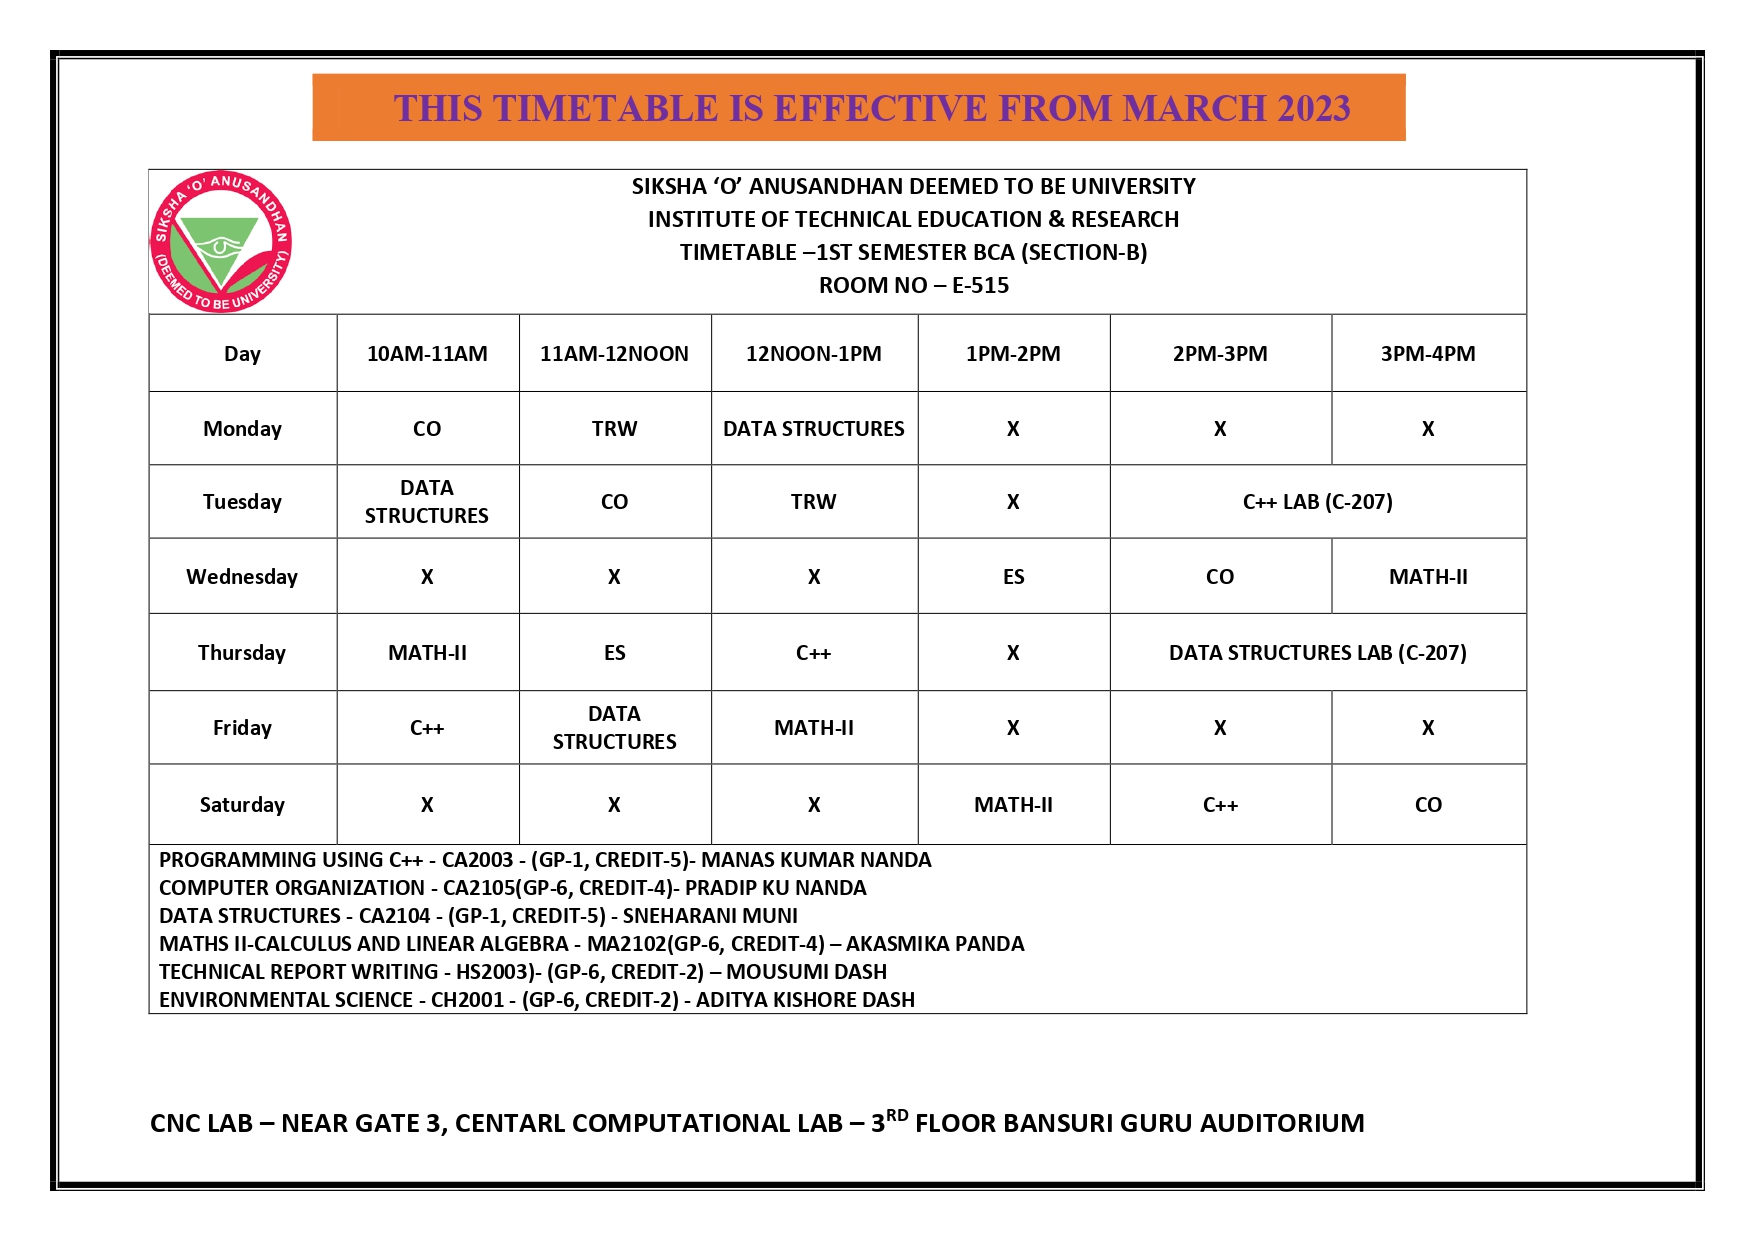 THIS TIMETABLE IS EFFECTIVE FROM MARCH 2023
SIKSHA 'O' ANUSANDHAN
(DEEMED TO BE UNIVERSITY)
SIKSHA ‘O’ ANUSANDHAN DEEMED TO BE UNIVERSITY
INSTITUTE OF TECHNICAL EDUCATION & RESEARCH
TIMETABLE –1ST SEMESTER BCA (SECTION-B)
ROOM NO – E-515
Day 10AM-11AM 11AM-12NOON 12NOON-1PM 1PM-2PM 2PM-3PM 3PM-4PM
Monday CO TRW DATA STRUCTURES X X X
Tuesday DATA STRUCTURES CO TRW X C++ LAB (C-207)
Wednesday X X X ES CO MATH-II
Thursday MATH-II ES C++ X DATA STRUCTURES LAB (C-207)
Friday C++ DATA STRUCTURES MATH-II X X X
Saturday X X X MATH-II C++ CO
PROGRAMMING USING C++ - CA2003 - (GP-1, CREDIT-5)- MANAS KUMAR NANDA
COMPUTER ORGANIZATION - CA2105(GP-6, CREDIT-4)- PRADIP KU NANDA
DATA STRUCTURES - CA2104 - (GP-1, CREDIT-5) - SNEHARANI MUNI
MATHS II-CALCULUS AND LINEAR ALGEBRA - MA2102(GP-6, CREDIT-4) – AKASMIKA PANDA
TECHNICAL REPORT WRITING - HS2003)- (GP-6, CREDIT-2) – MOUSUMI DASH
ENVIRONMENTAL SCIENCE - CH2001 - (GP-6, CREDIT-2) - ADITYA KISHORE DASH
CNC LAB – NEAR GATE 3, CENTARL COMPUTATIONAL LAB – 3RD FLOOR BANSURI GURU AUDITORIUM